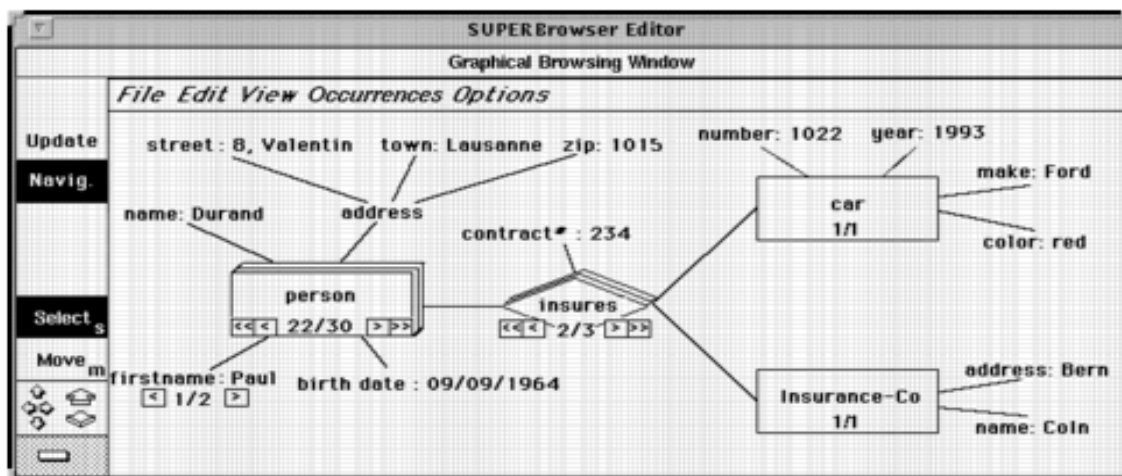 SUPERBrowser Editor
Graphical Browsing Window
File Edit View Occurrences Options
Update
Navig.
Select s
Move m
street : 8, Valentin town: Lausanne zip: 1015
name: Durand address
contract# : 234
person
<< < 22/30 > >>
firstname: Paul
< 1/2 >
birth date : 09/09/1964
insures
<< < 2/3 > >>
number: 1022 year: 1993
make: Ford
car
1/1
color: red
address: Bern
Insurance-Co
1/1
name: Coln